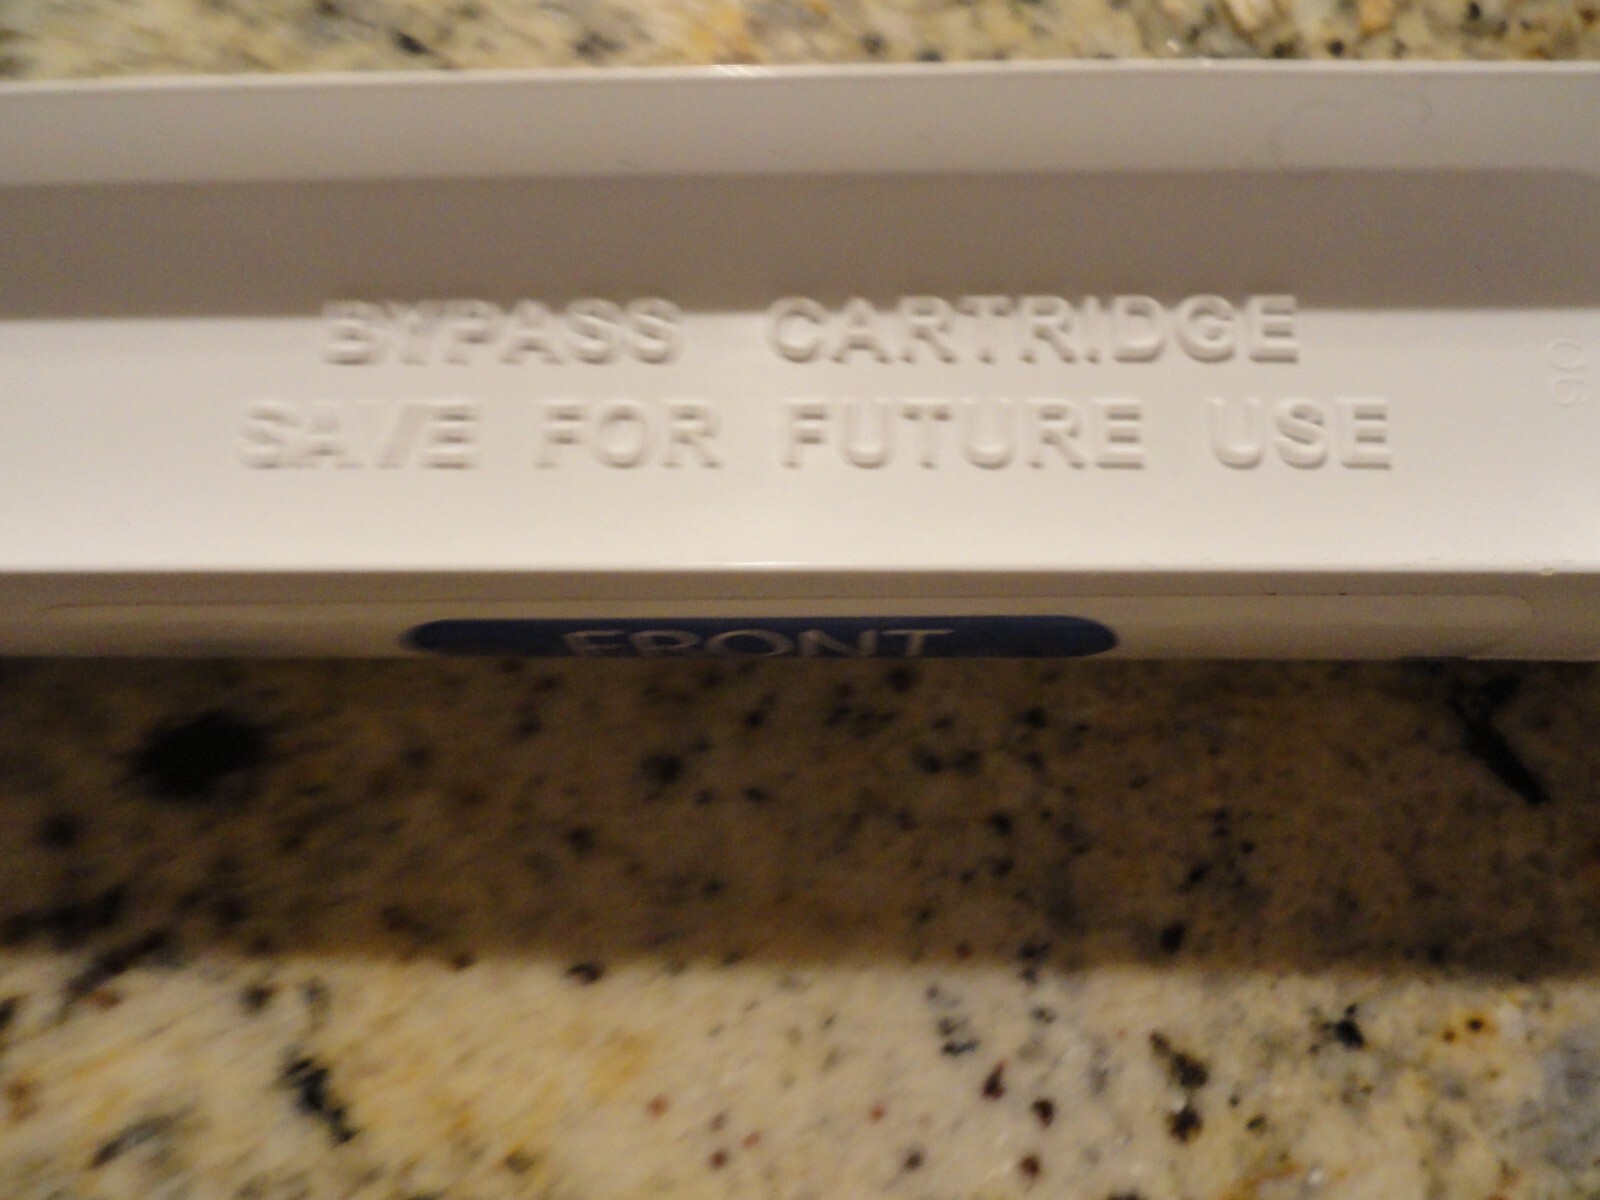 BYPASS CARTRIDGE
SAVE FOR FUTURE USE
FRONT